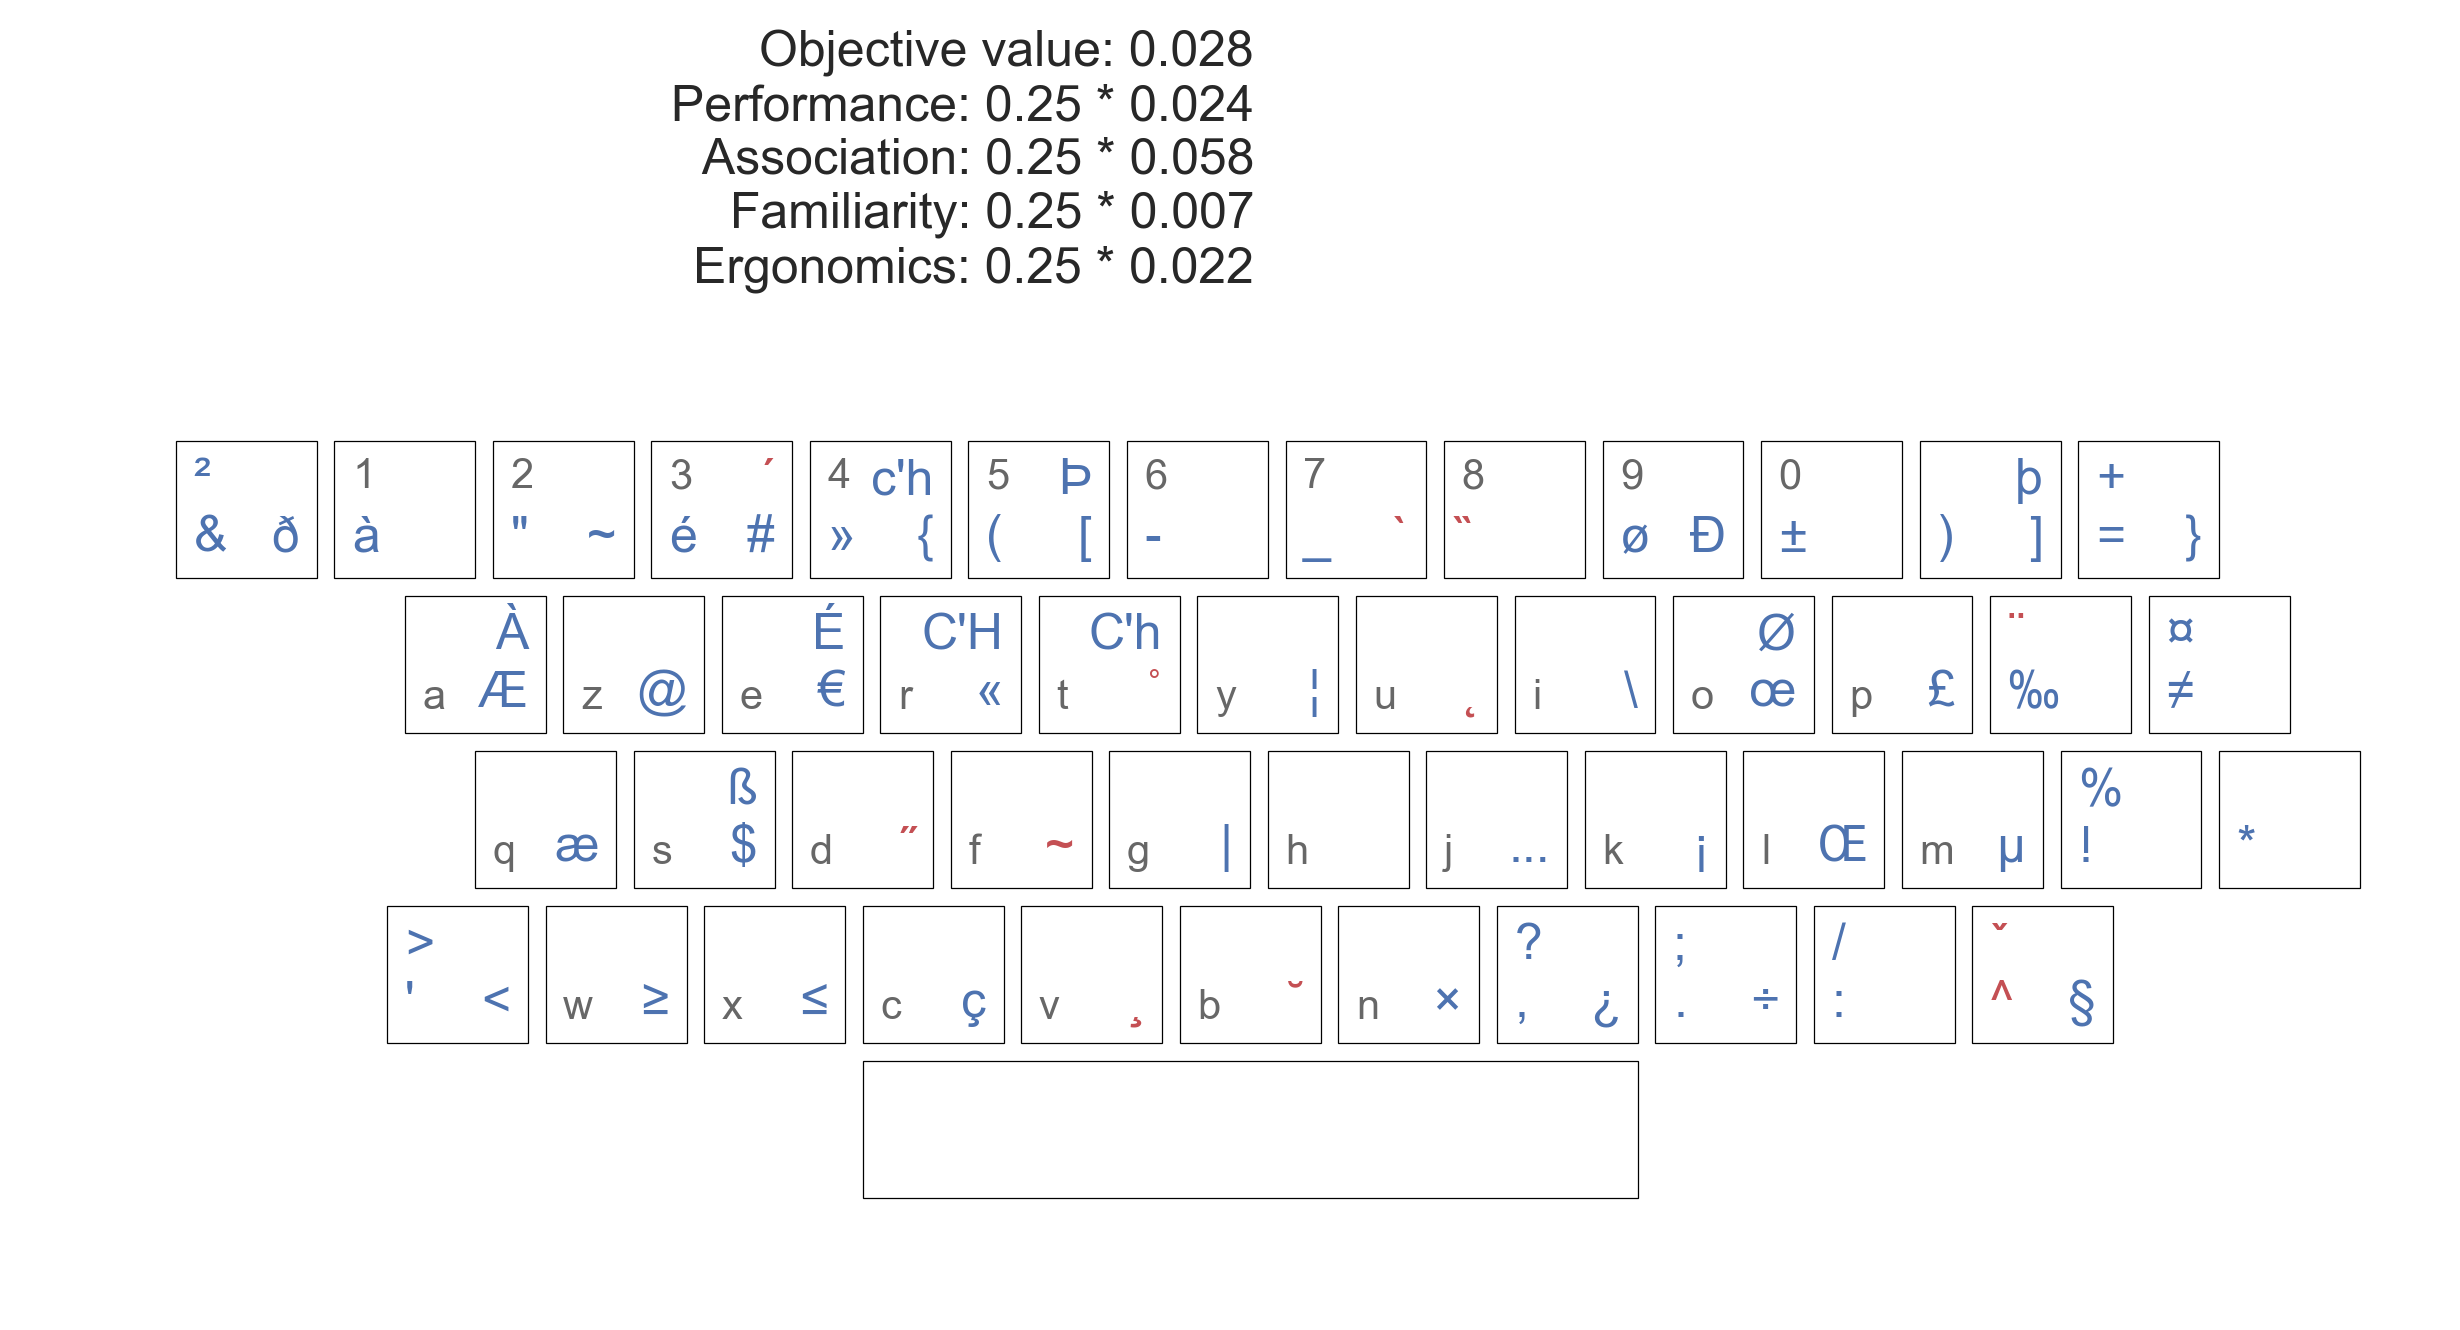 Objective value: 0.028
Performance: 0.25 * 0.024
Association: 0.25 * 0.058
Familiarity: 0.25 * 0.007
Ergonomics: 0.25 * 0.022
² 1 2 3 ´ 4 c'h 5 Þ 6 7 8 9 0 þ +
& ð à " ~ é # » { ( [ - _ ` ̏ ø Đ ± ) ] = }
À É C'H C'h Ø ¨ ¤
a Æ z @ e € r « t ° y ¦ u ˛ i \ o œ p £ ‰ ≠
ß %
q æ s $ d ˝ f ~ g | h j ... k ¡ l Œ m µ ! *
> ? ; / ˇ
' < w ≥ x ≤ c ç v ¸ b ˘ n × , ¿ . ÷ : ^ §